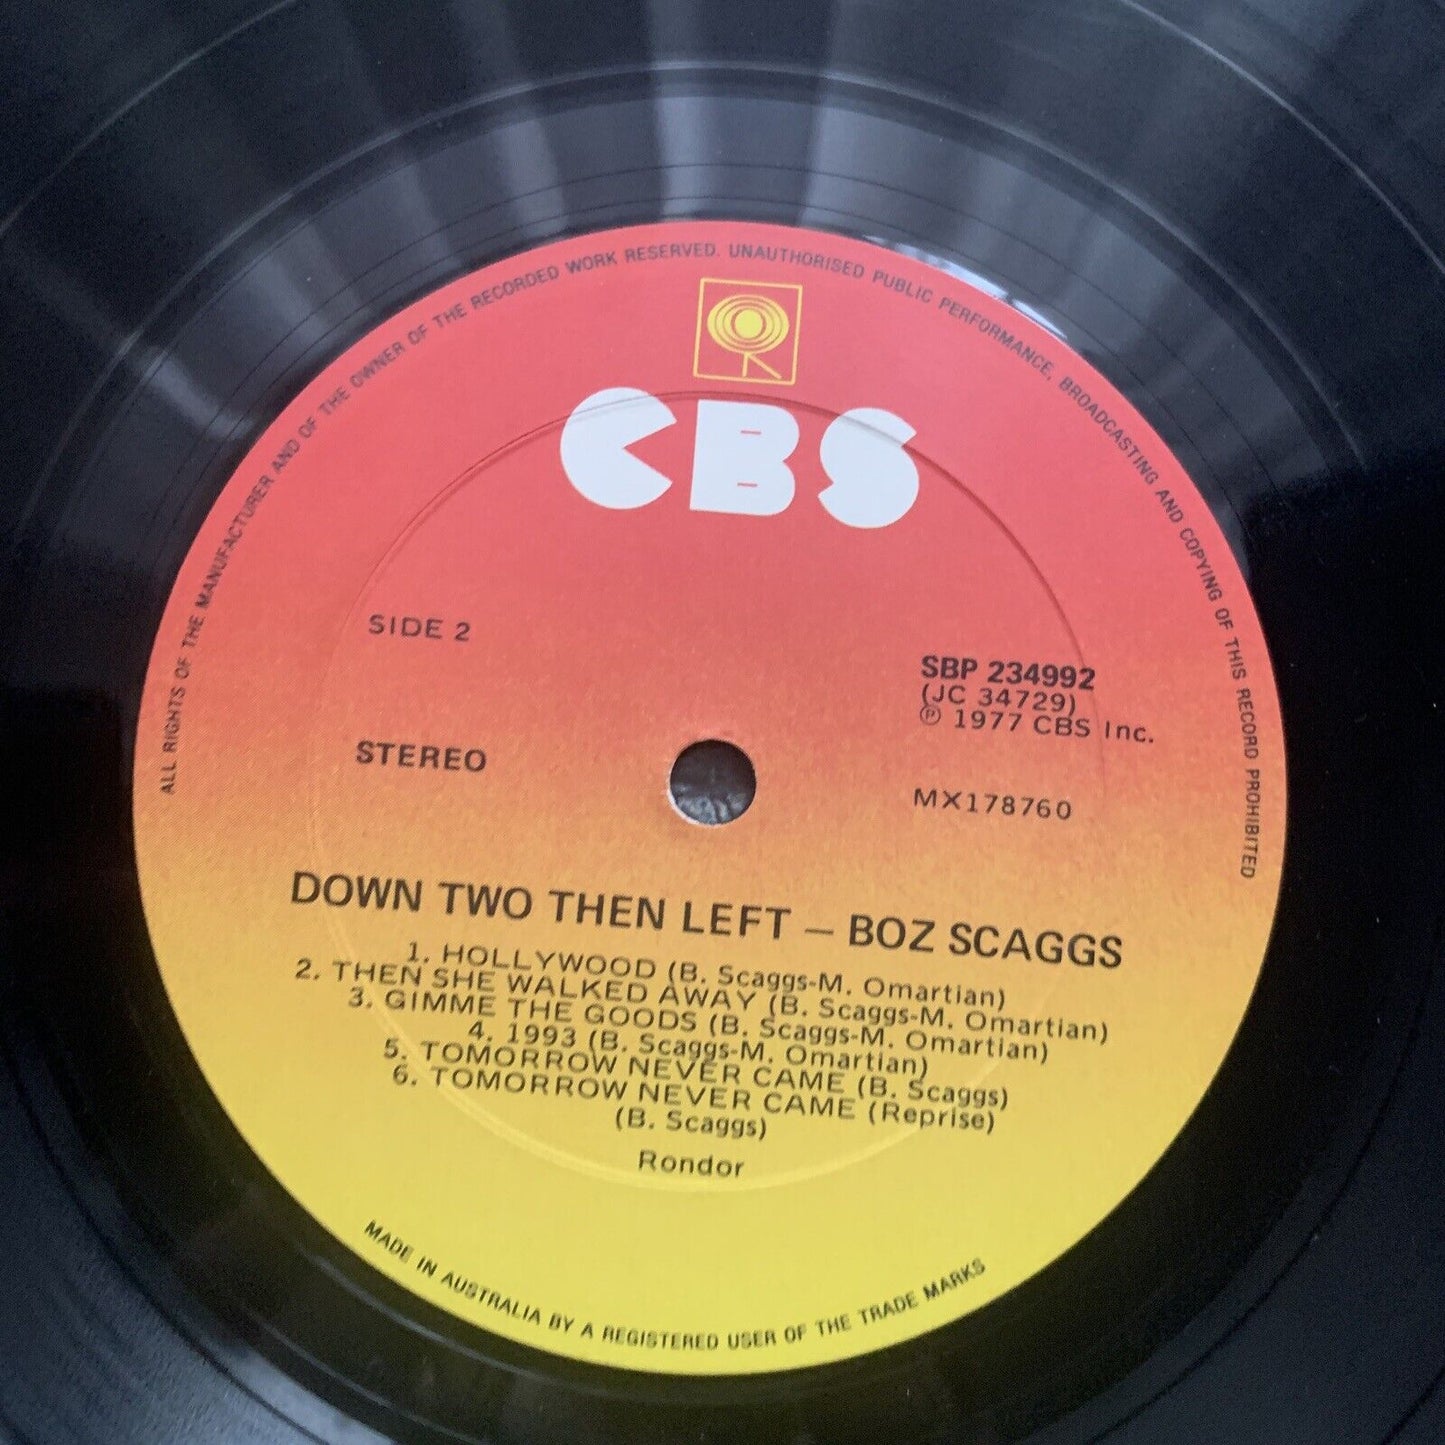 ALL RIGHTS OF THE MANUFACTURER AND OF THE OWNER OF THE RECORDED WORK RESERVED. UNAUTHORISED PUBLIC PERFORMANCE, BROADCASTING AND COPYING OF THIS RECORD PROHIBITED
CBS
SIDE 2
SBP 234992
(JC 34729)
℗ 1977 CBS Inc.
STEREO
MX178760
DOWN TWO THEN LEFT – BOZ SCAGGS
1. HOLLYWOOD (B. Scaggs-M. Omartian)
2. THEN SHE WALKED AWAY (B. Scaggs-M. Omartian)
3. GIMME THE GOODS (B. Scaggs-M. Omartian)
4. 1993 (B. Scaggs-M. Omartian)
5. TOMORROW NEVER CAME (B. Scaggs)
6. TOMORROW NEVER CAME (Reprise)
(B. Scaggs)
Rondor
MADE IN AUSTRALIA BY A REGISTERED USER OF THE TRADE MARKS